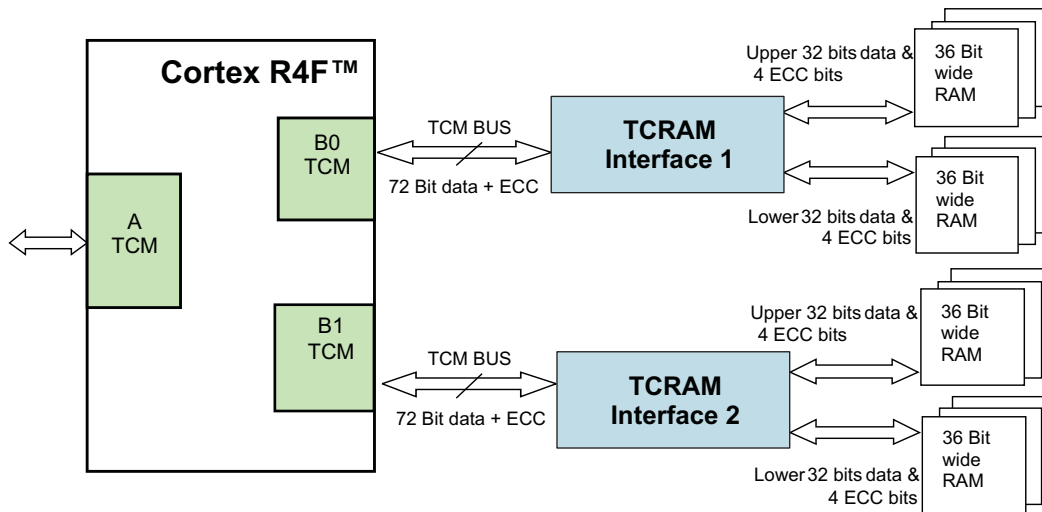 Cortex R4F™
A
TCM
B0
TCM
B1
TCM
TCM BUS
72 Bit data + ECC
TCRAM
Interface 1
Upper 32 bits data &
4 ECC bits
36 Bit
wide
RAM
Lower 32 bits data &
4 ECC bits
36 Bit
wide
RAM
TCM BUS
72 Bit data + ECC
TCRAM
Interface 2
Upper 32 bits data &
4 ECC bits
36 Bit
wide
RAM
Lower 32 bits data &
4 ECC bits
36 Bit
wide
RAM